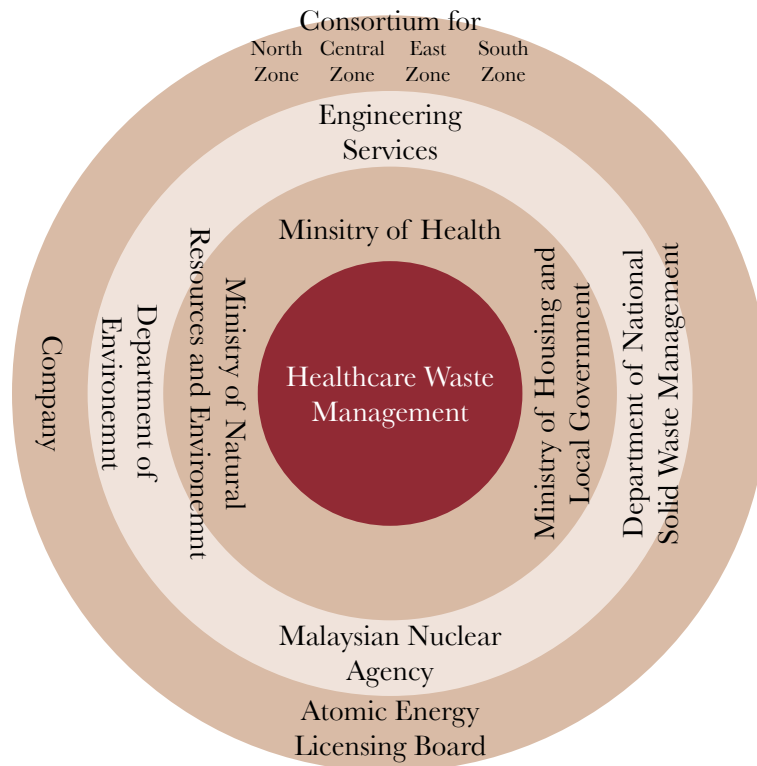 Consortium for
North Central East South
Zone Zone Zone Zone
Engineering
Services
Minsitry of Health
Healthcare Waste
Management
Company
Department of
Environemnt
Ministry of Natural
Resources and Environemnt
Ministry of Housing and
Local Government
Department of National
Solid Waste Management
Malaysian Nuclear
Agency
Atomic Energy
Licensing Board